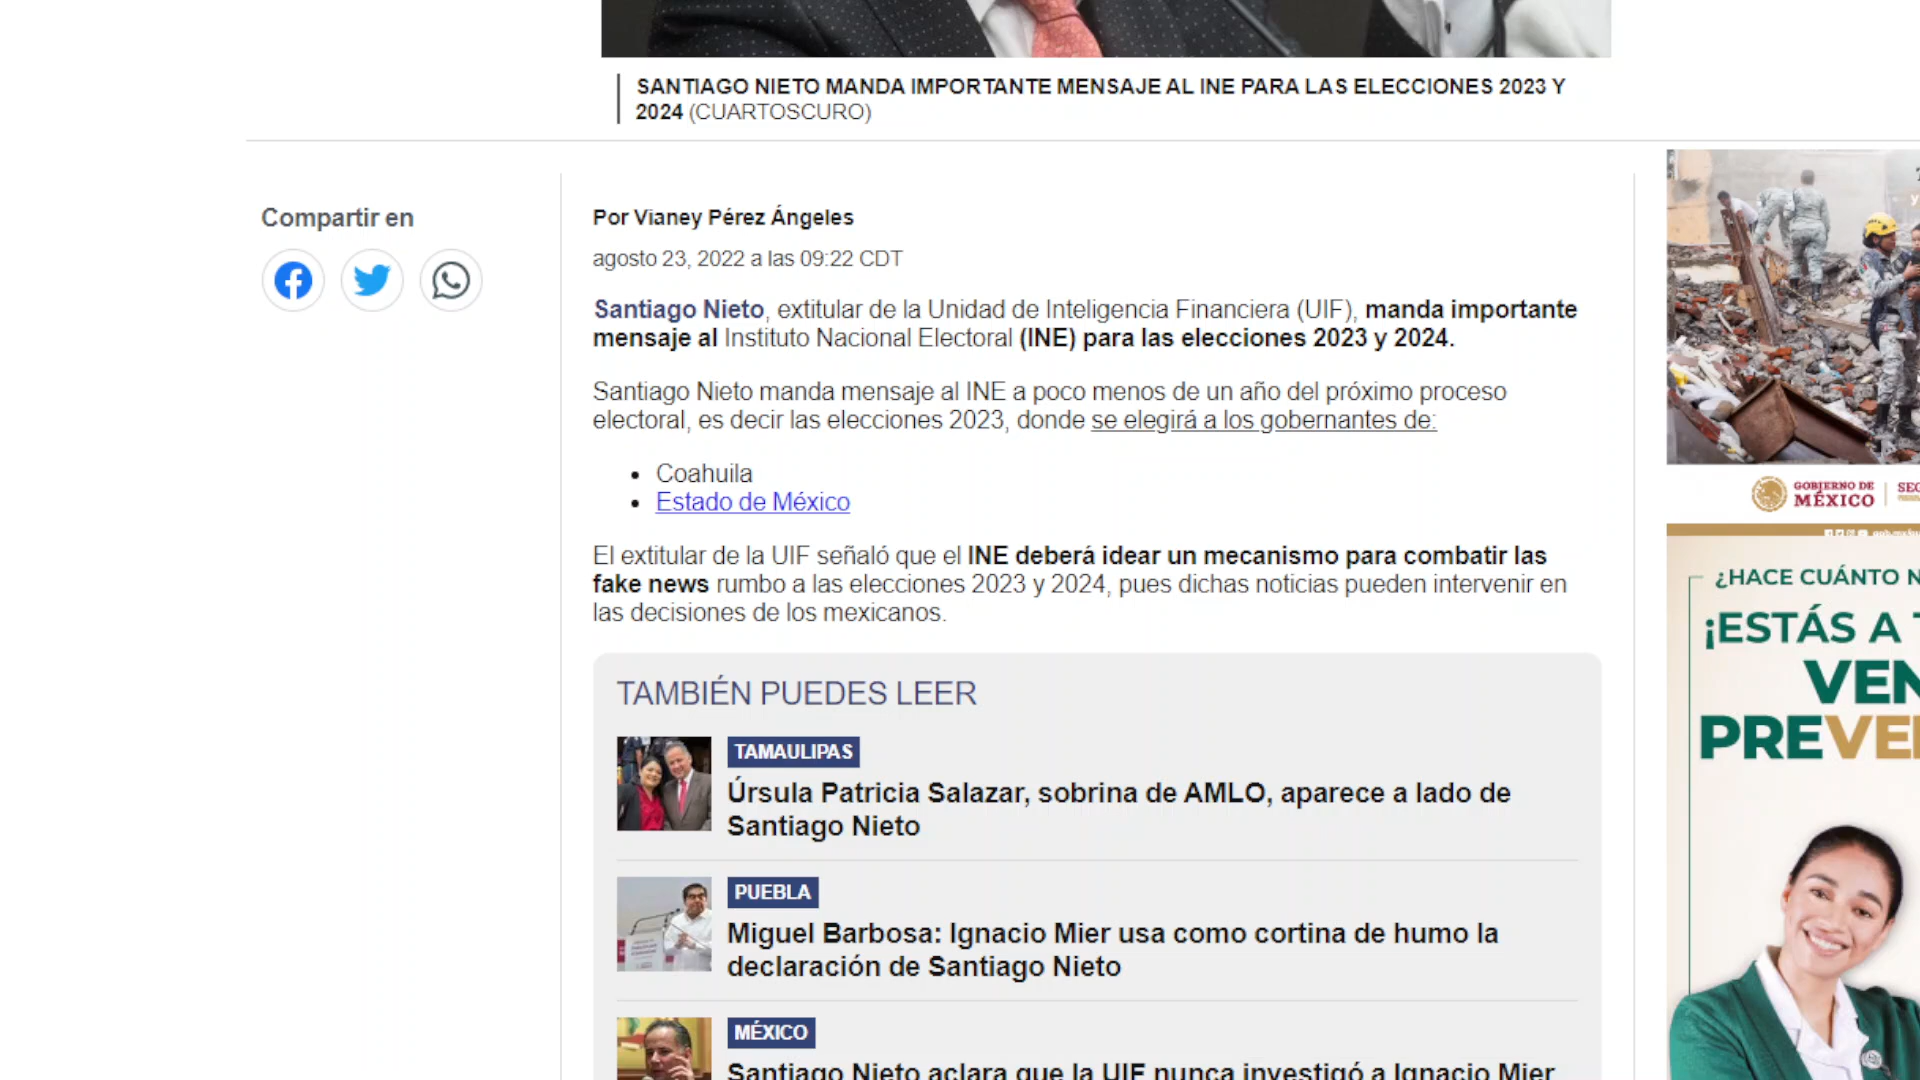 SANTIAGO NIETO MANDA IMPORTANTE MENSAJE AL INE PARA LAS ELECCIONES 2023 Y
2024 (CUARTOSCURO)
Compartir en
Por Vianey Pérez Ángeles
agosto 23, 2022 a las 09:22 CDT
Santiago Nieto, extitular de la Unidad de Inteligencia Financiera (UIF), manda importante
mensaje al Instituto Nacional Electoral (INE) para las elecciones 2023 y 2024.
Santiago Nieto manda mensaje al INE a poco menos de un año del próximo proceso
electoral, es decir las elecciones 2023, donde se elegirá a los gobernantes de:
• Coahuila
• Estado de México
El extitular de la UIF señaló que el INE deberá idear un mecanismo para combatir las
fake news rumbo a las elecciones 2023 y 2024, pues dichas noticias pueden intervenir en
las decisiones de los mexicanos.
TAMBIÉN PUEDES LEER
TAMAULIPAS
Úrsula Patricia Salazar, sobrina de AMLO, aparece a lado de
Santiago Nieto
PUEBLA
Miguel Barbosa: Ignacio Mier usa como cortina de humo la
declaración de Santiago Nieto
MÉXICO
Santiago Nieto aclara que la UIF nunca investigó a Ignacio Mier
GOBIERNO DE
MÉXICO
¿HACE CUÁNTO N
¡ESTÁS A
VEN
PREVE